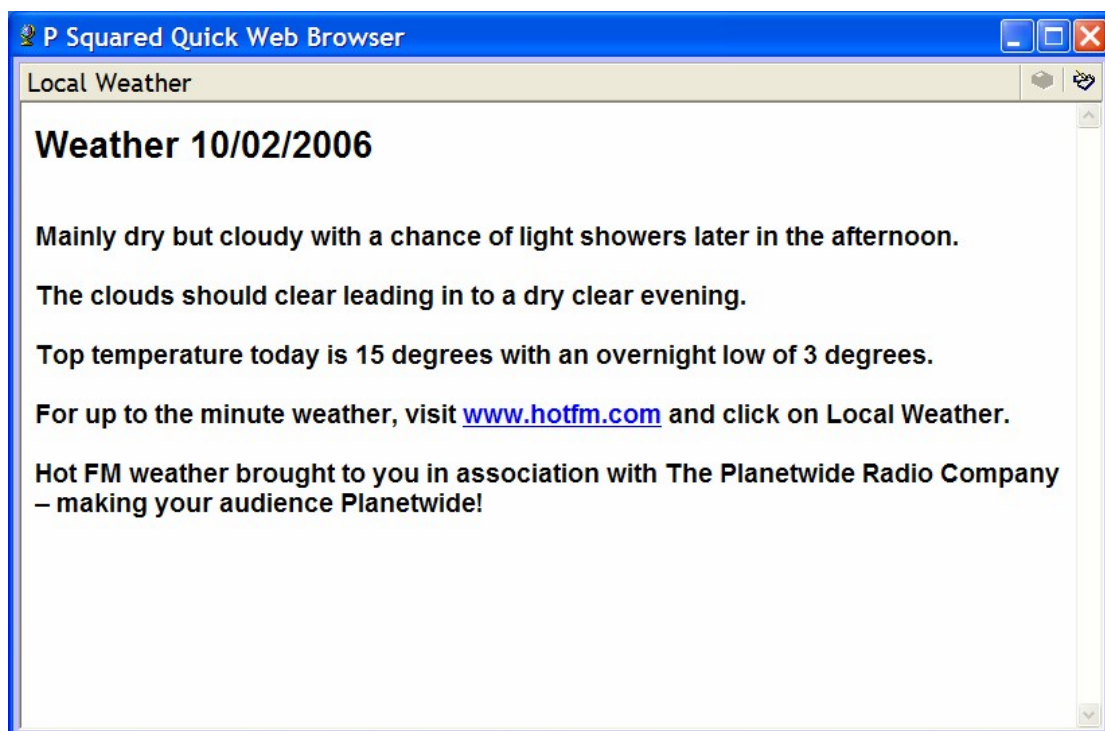 P Squared Quick Web Browser
Local Weather
Weather 10/02/2006
Mainly dry but cloudy with a chance of light showers later in the afternoon.
The clouds should clear leading in to a dry clear evening.
Top temperature today is 15 degrees with an overnight low of 3 degrees.
For up to the minute weather, visit www.hotfm.com and click on Local Weather.
Hot FM weather brought to you in association with The Planetwide Radio Company
– making your audience Planetwide!